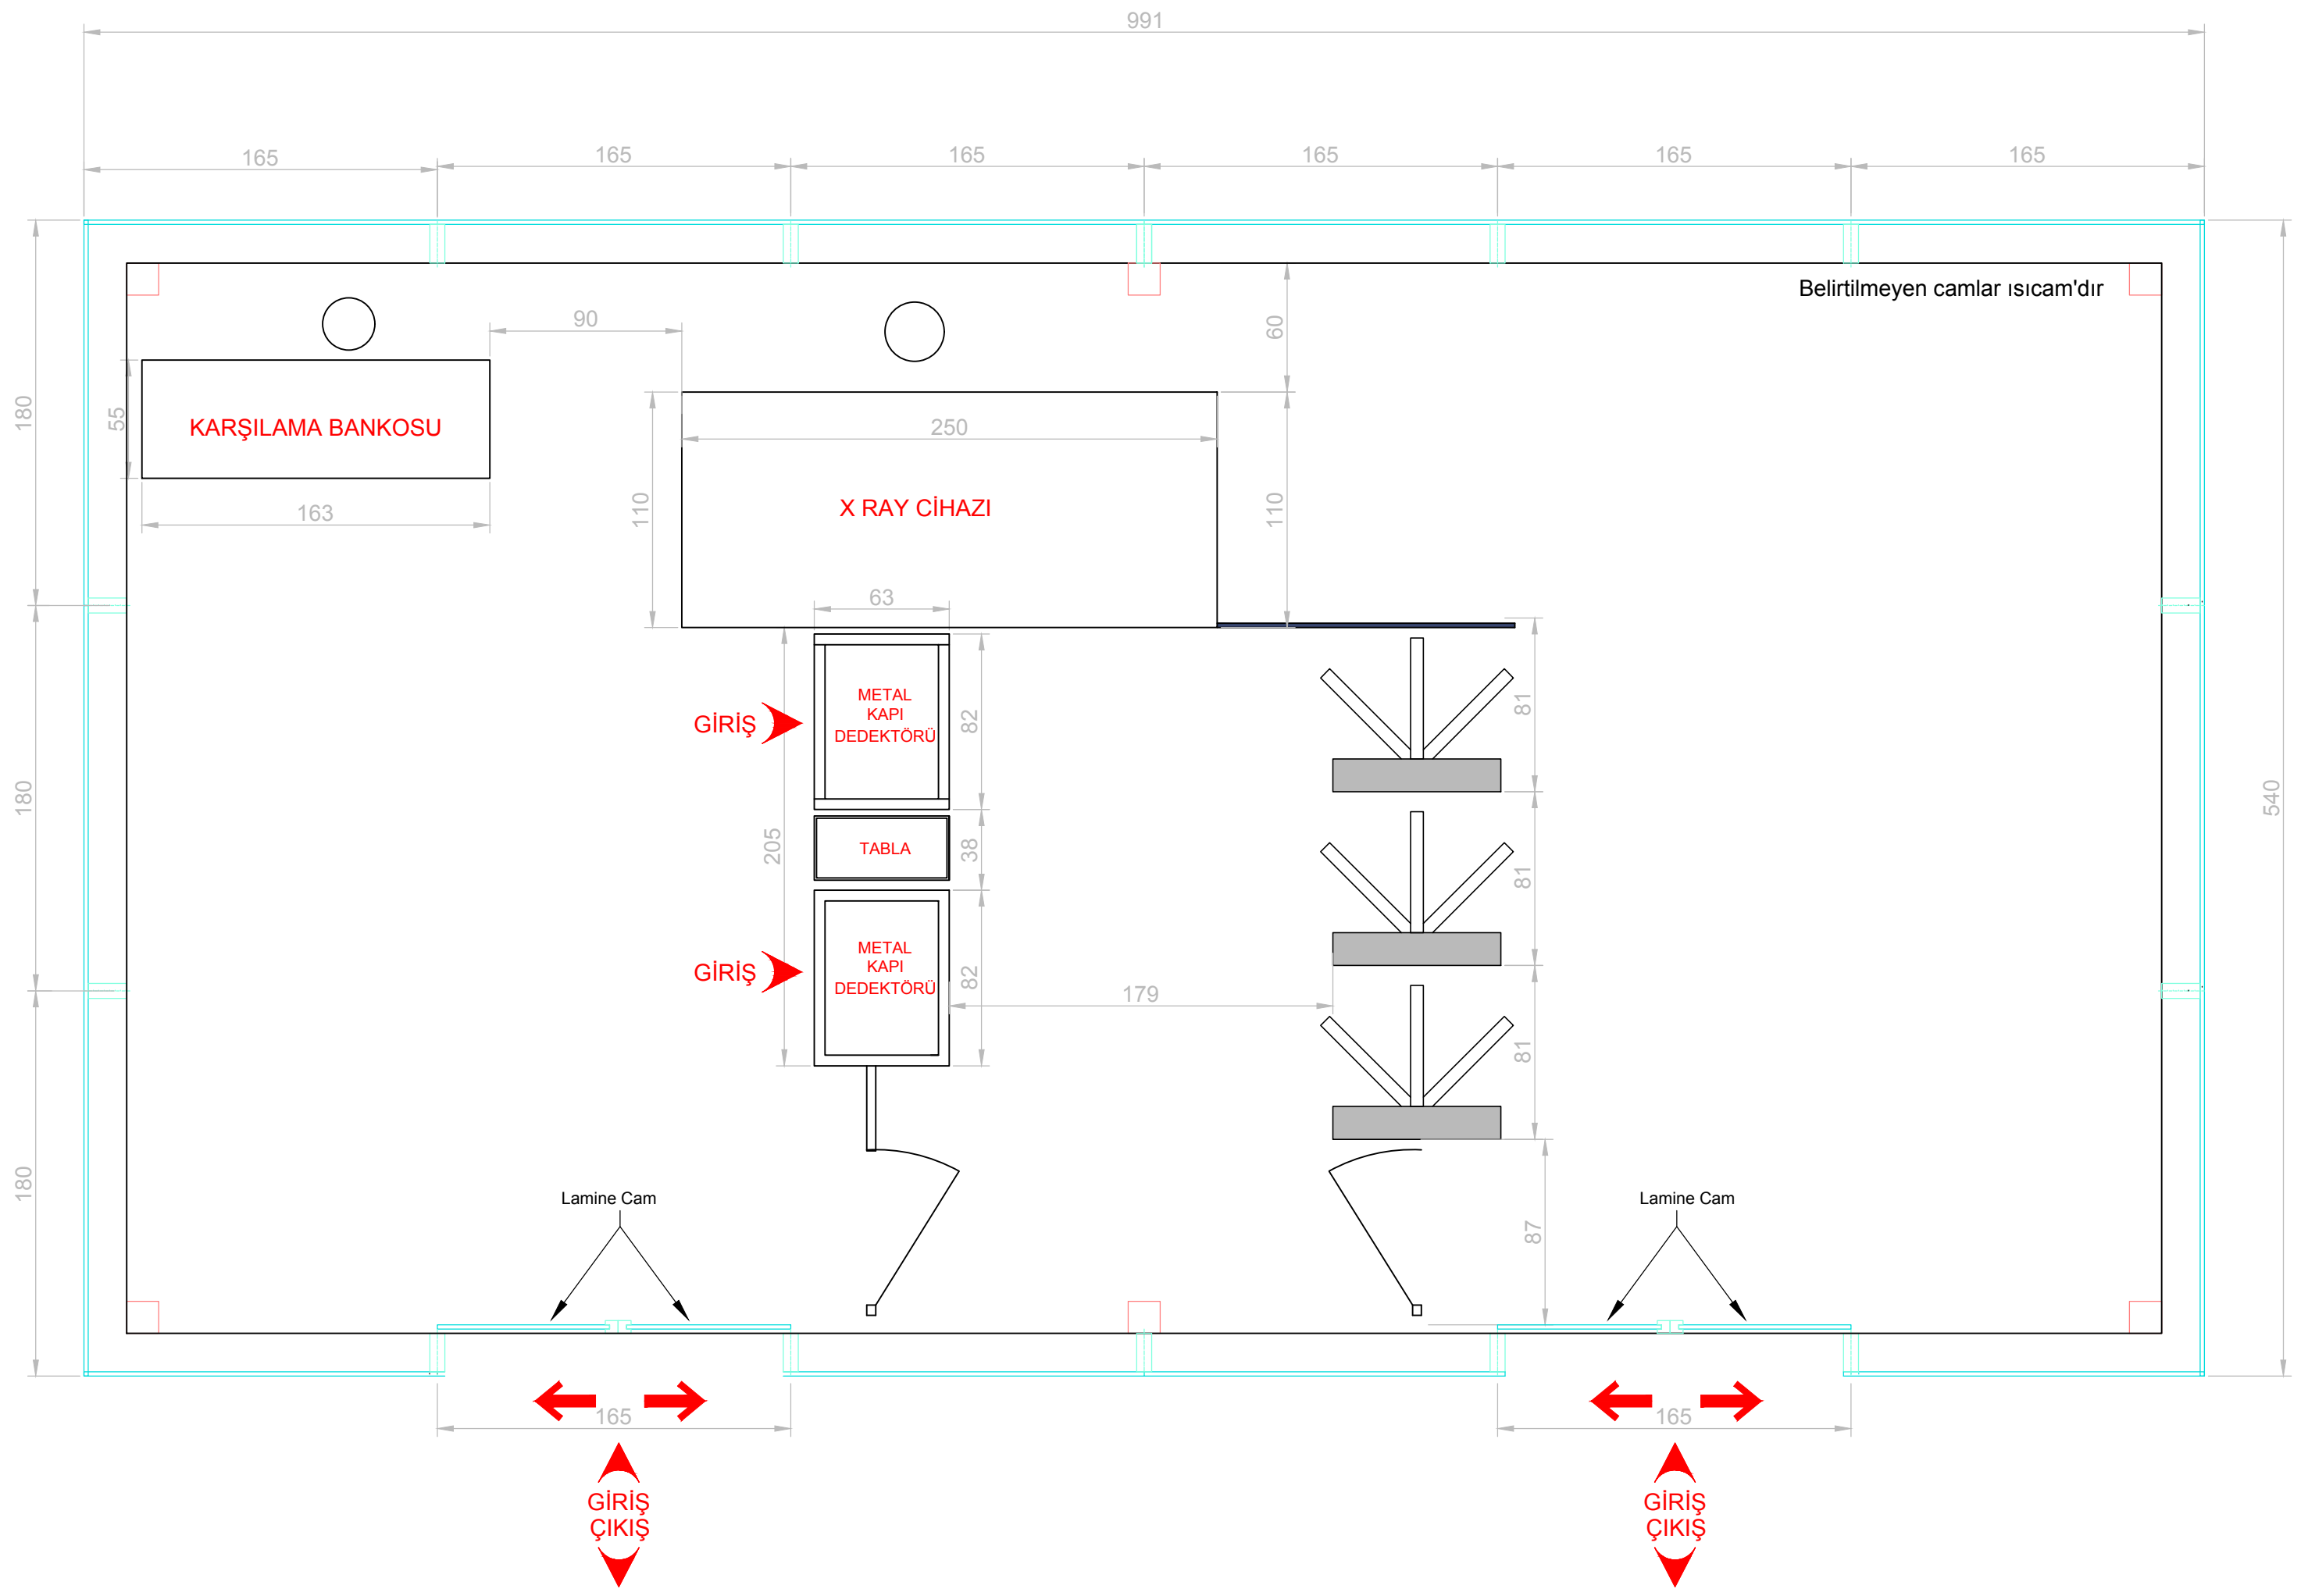 991
165
165
165
165
165
165
Belirtilmeyen camlar ısıcam'dır
90
60
180
55
KARŞILAMA BANKOSU
250
110
X RAY CİHAZI
110
163
63
GİRİŞ
METAL
KAPI
DEDEKTÖRÜ
82
81
180
205
TABLA
38
81
540
GİRİŞ
METAL
KAPI
DEDEKTÖRÜ
82
179
81
180
Lamine Cam
Lamine Cam
87
165
165
GİRİŞ
ÇIKIŞ
GİRİŞ
ÇIKIŞ